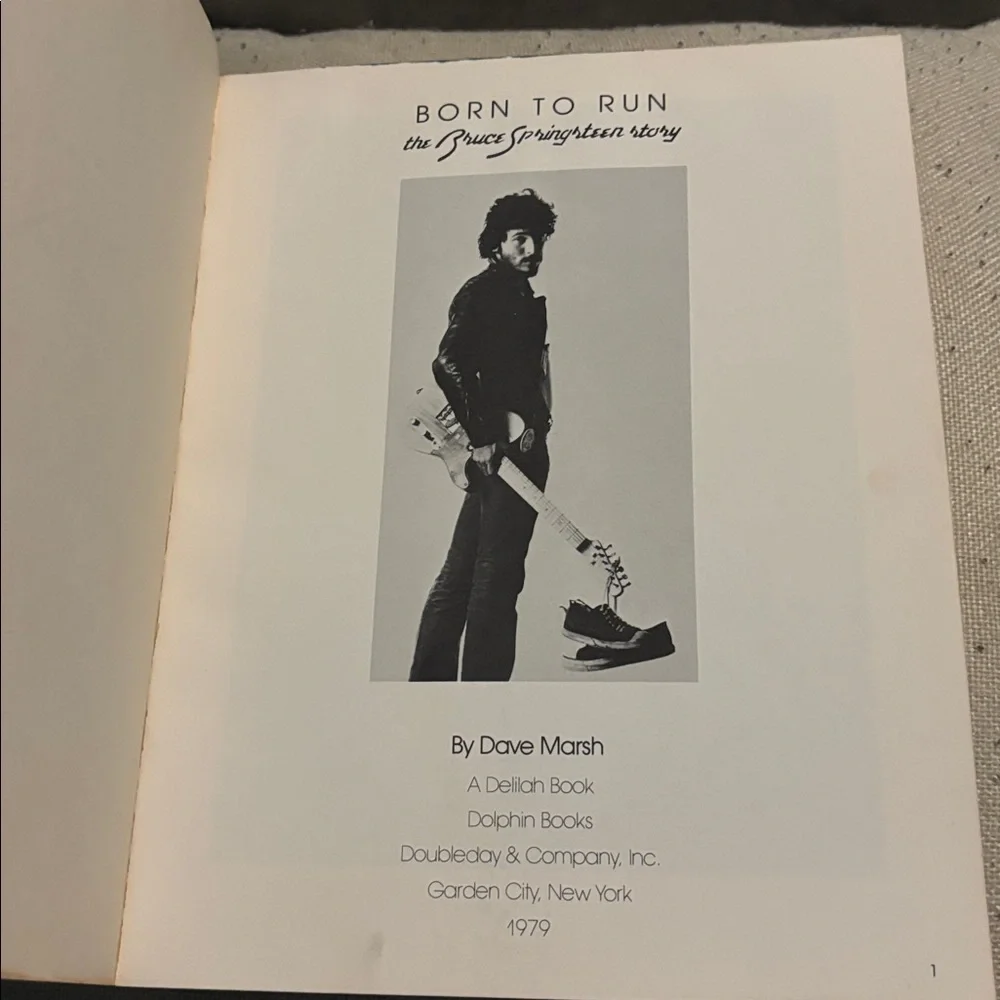 BORN TO RUN
the Bruce Springsteen story
By Dave Marsh
A Delilah Book
Dolphin Books
Doubleday & Company, Inc.
Garden City, New York
1979
1